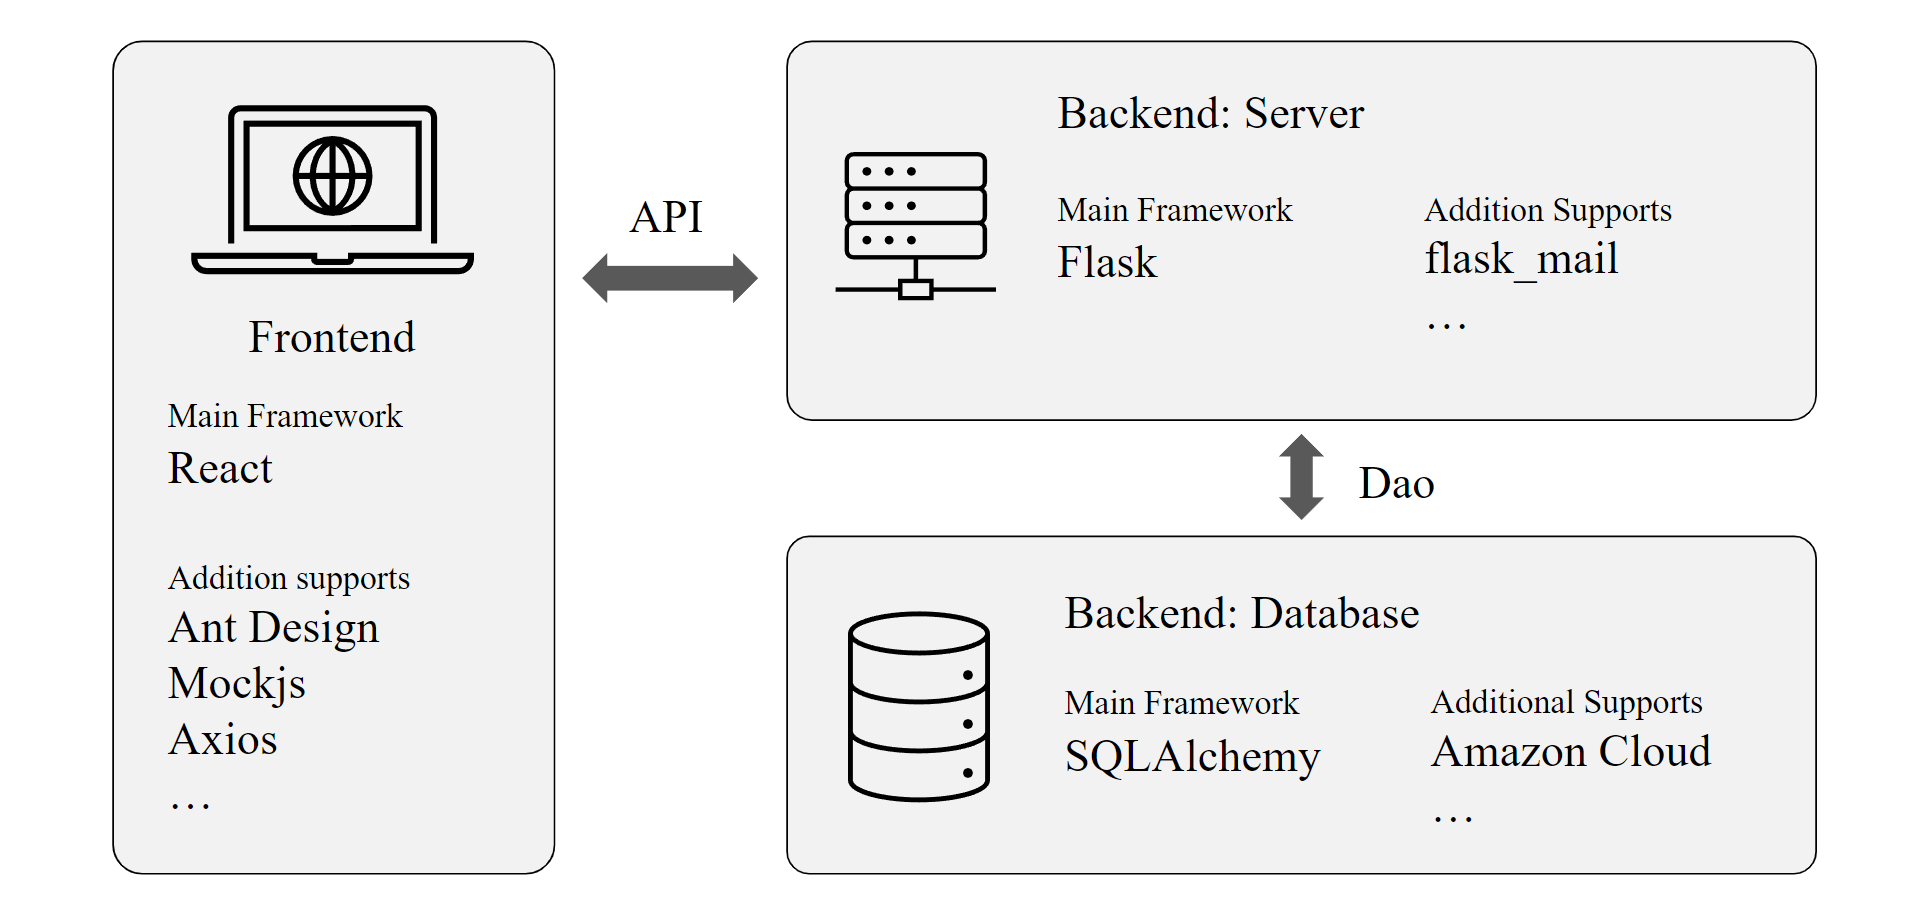 Frontend
Main Framework
React
Addition supports
Ant Design
Mockjs
Axios
…
API
Backend: Server
Main Framework
Flask
Addition Supports
flask_mail
…
Dao
Backend: Database
Main Framework
SQLAlchemy
Additional Supports
Amazon Cloud
…